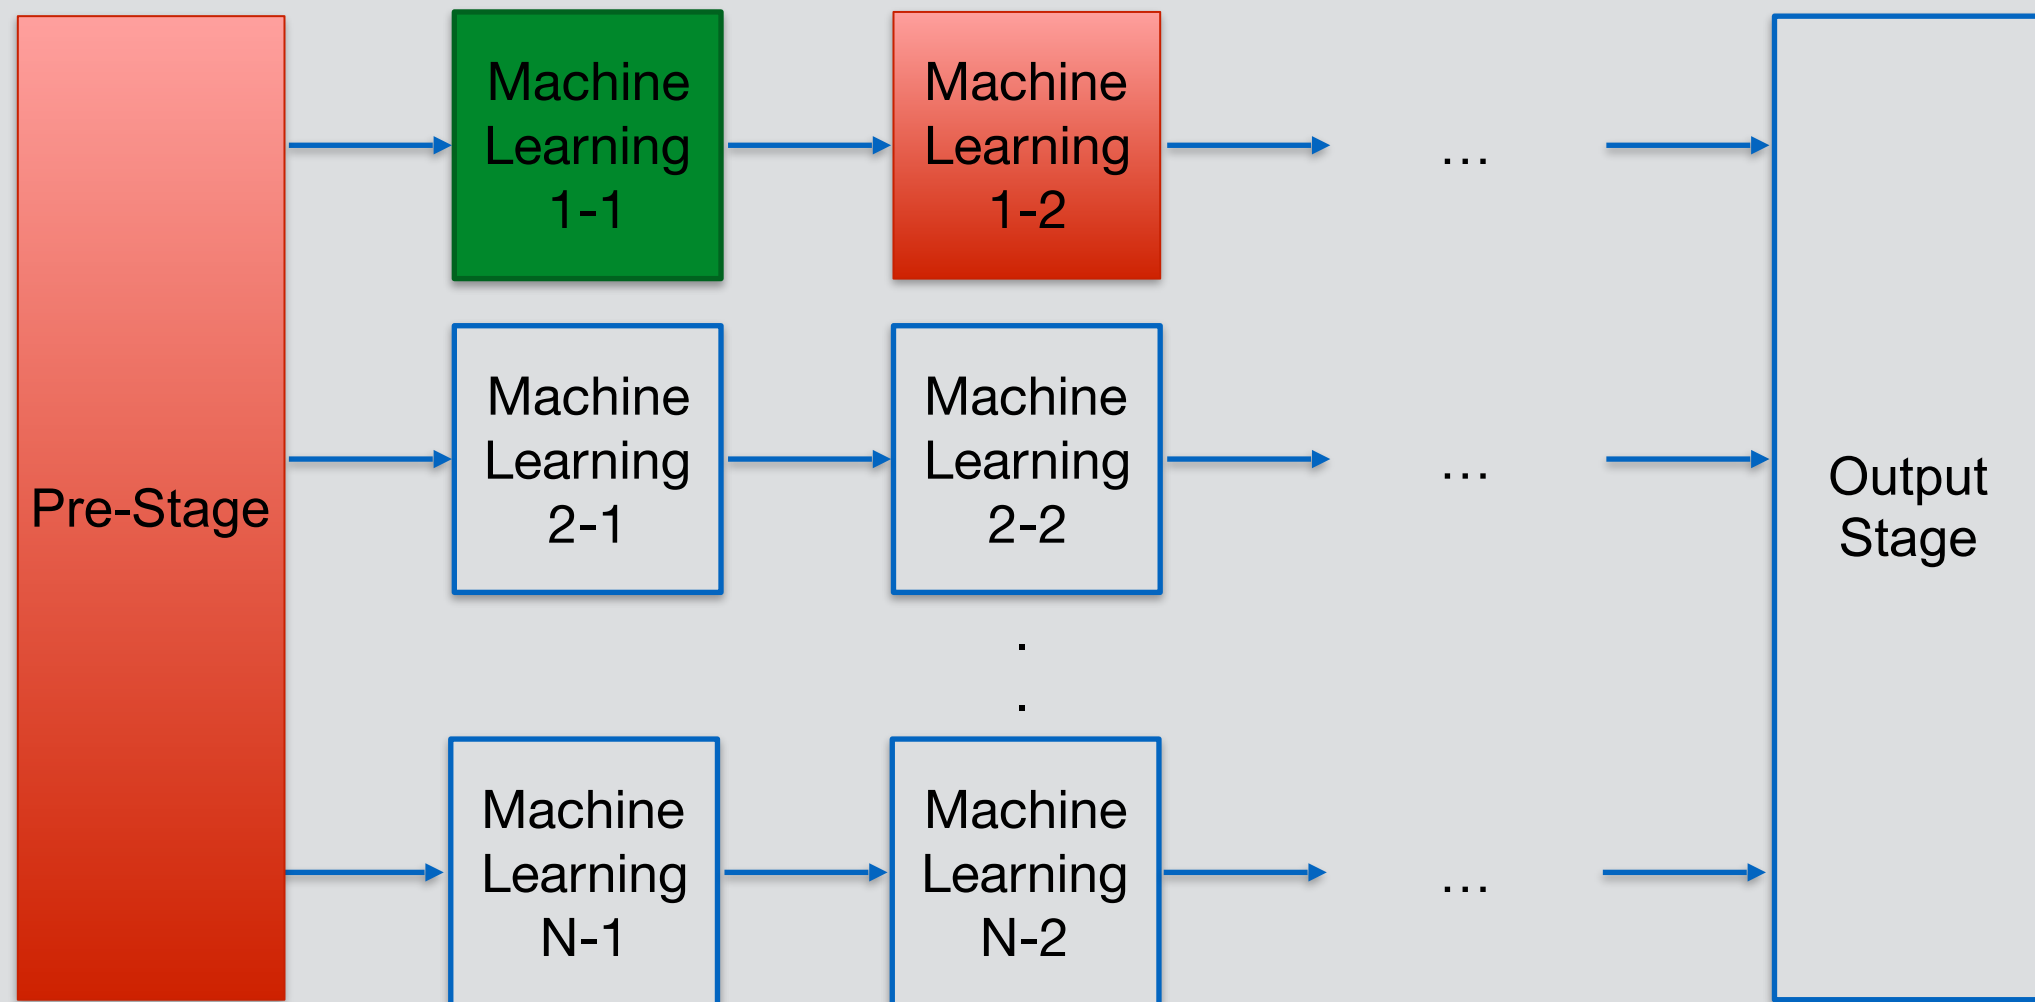 Pre-Stage
Machine
Learning
1-1
Machine
Learning
1-2
...
Machine
Learning
2-1
Machine
Learning
2-2
...
.
.
Machine
Learning
N-1
Machine
Learning
N-2
...
Output
Stage